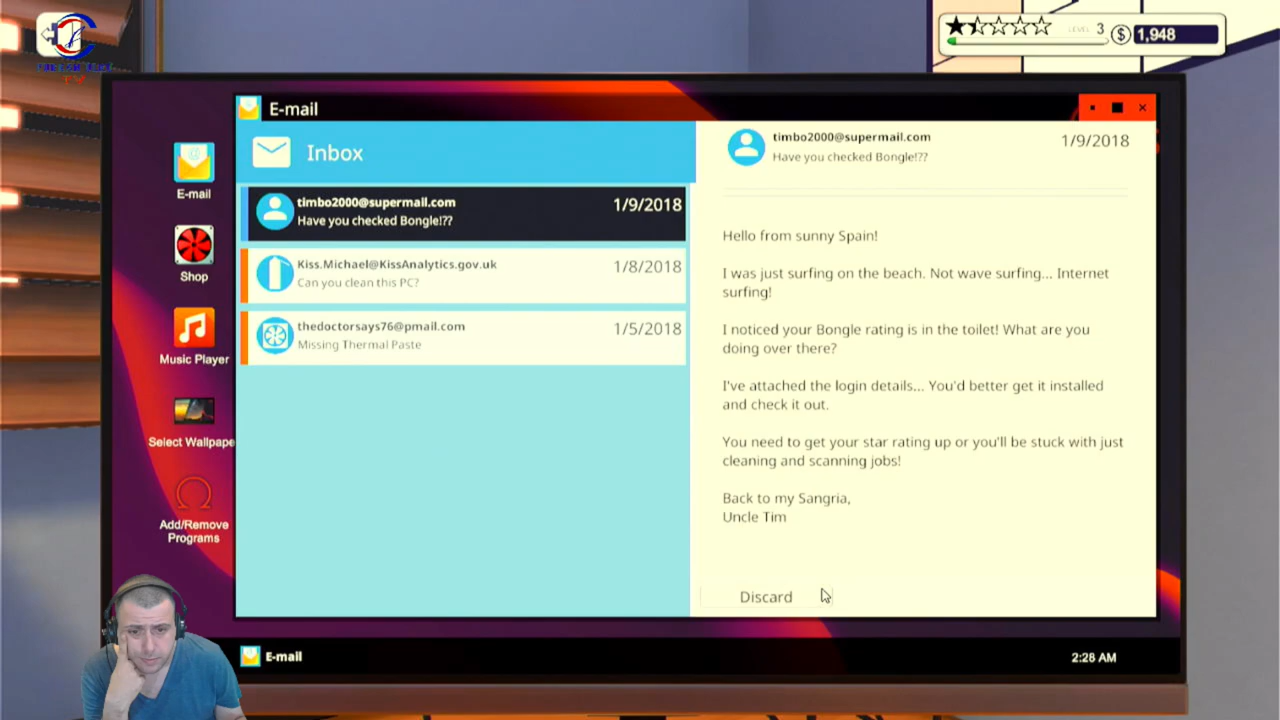 LEVEL 3
$ 1,948
E-mail
Inbox
timbo2000@supermail.com 1/9/2018
Have you checked Bongle!??
Kiss.Michael@KissAnalytics.gov.uk 1/8/2018
Can you clean this PC?
thedoctorsays76@pmail.com 1/5/2018
Missing Thermal Paste
timbo2000@supermail.com 1/9/2018
Have you checked Bongle!??
Hello from sunny Spain!
I was just surfing on the beach. Not wave surfing... Internet
surfing!
I noticed your Bongle rating is in the toilet! What are you
doing over there?
I've attached the login details... You'd better get it installed
and check it out.
You need to get your star rating up or you'll be stuck with just
cleaning and scanning jobs!
Back to my Sangria,
Uncle Tim
Discard
E-mail
Shop
Music Player
Select Wallpape
Add/Remove
Programs
E-mail
2:28 AM